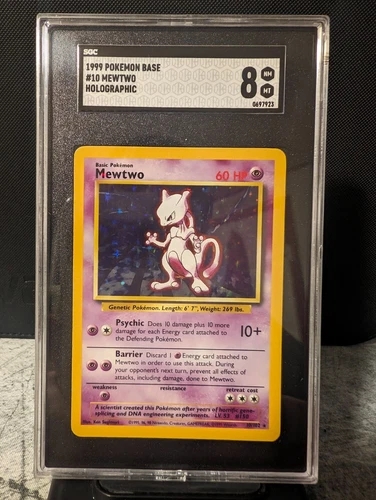 SGC
1999 POKEMON BASE
#10 MEWTWO
HOLOGRAPHIC
8
NM
MT
0697923
Basic Pokémon
Mewtwo
60 HP
Genetic Pokémon. Length: 6' 7", Weight: 269 lbs.
Psychic Does 10 damage plus 10 more
damage for each Energy card attached to
the Defending Pokémon.
10+
Barrier Discard 1 Energy card attached to
Mewtwo in order to use this attack. During
your opponent's next turn, prevent all effects of
attacks, including damage, done to Mewtwo.
weakness
resistance
retreat cost
A scientist created this Pokémon after years of horrific gene-
splicing and DNA engineering experiments. LV. 53 #150